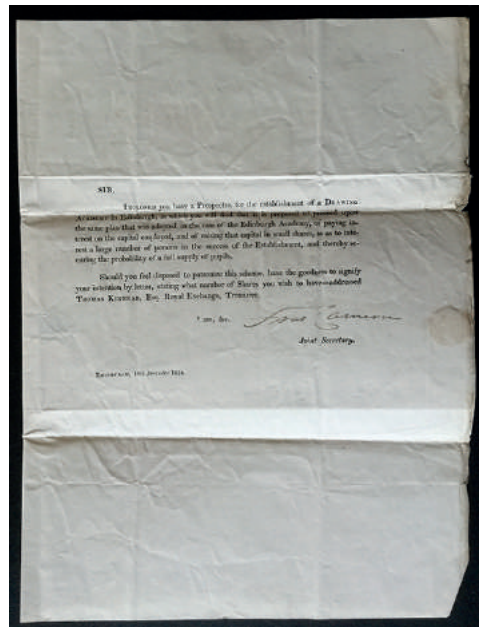 SIR,
INCLOSED you have a Prospectus for the establishment of a DRAWING
ACADEMY in Edinburgh, in which you will find that it is proposed to proceed upon
the same plan that was adopted in the case of the Edinburgh Academy, of paying in-
terest on the capital employed, and of raising that capital in small shares, so as to inte-
rest a large number of persons in the success of the Establishment, and thereby se-
curing the probability of a full supply of pupils.
Should you feel disposed to patronize this scheme, have the goodness to signify
your intention by letter, stating what number of Shares you wish to have—addressed
THOMAS KINNEAR, Esq. Royal Exchange, Treasurer.
I am, &c.
Cameron
Joint Secretary.
EDINBURGH, January